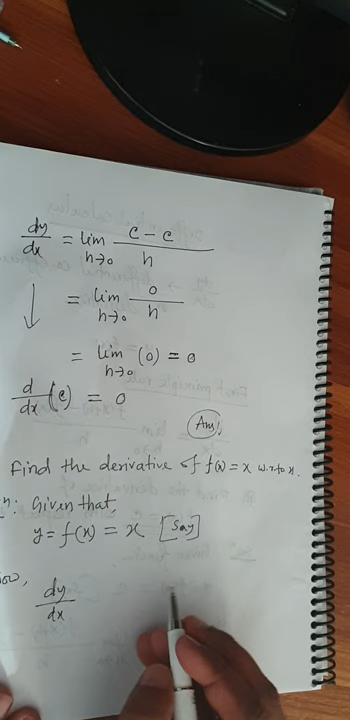 dy/dx = lim h→0 (c - c)/h
= lim h→0 0/h
= lim h→0 (0) = 0
d/dx (c) = 0
Ans
Find the derivative of f(x) = x w.r.to x.
Given that,
y = f(x) = x [Say]
dy/dx